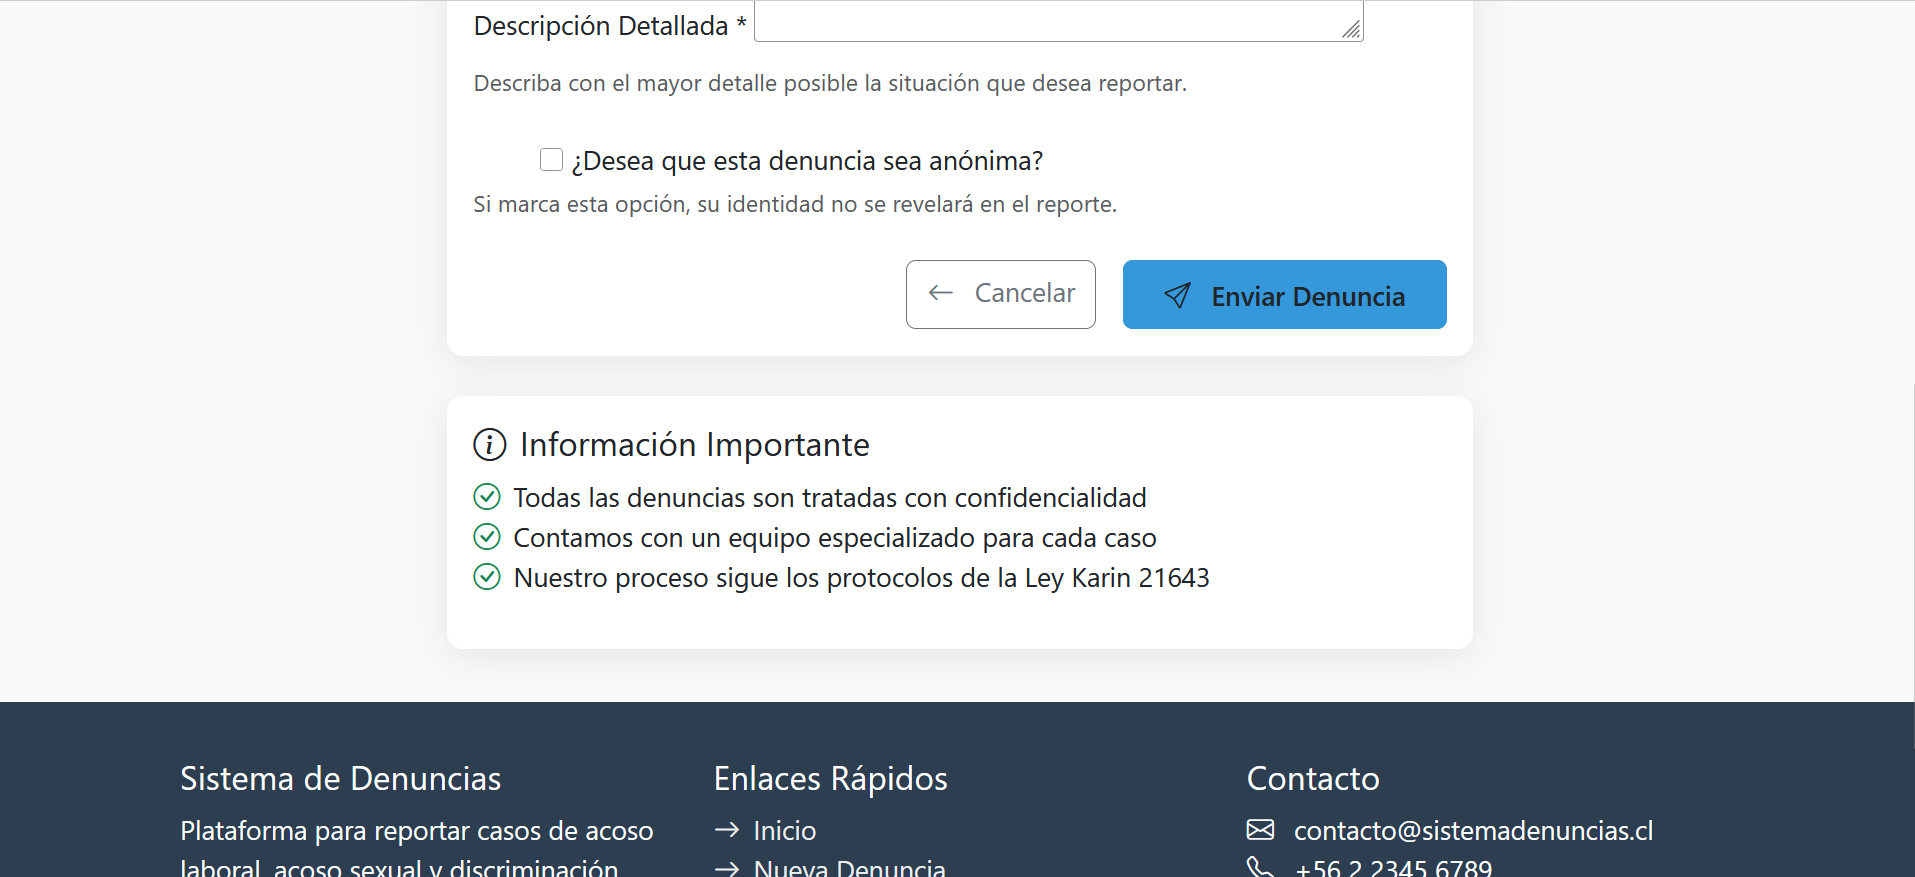 Descripción Detallada *
Describa con el mayor detalle posible la situación que desea reportar.
¿Desea que esta denuncia sea anónima?
Si marca esta opción, su identidad no se revelará en el reporte.
Cancelar
Enviar Denuncia
Información Importante
Todas las denuncias son tratadas con confidencialidad
Contamos con un equipo especializado para cada caso
Nuestro proceso sigue los protocolos de la Ley Karin 21643
Sistema de Denuncias
Plataforma para reportar casos de acoso
laboral, acoso sexual y discriminación
Enlaces Rápidos
Inicio
Nueva Denuncia
Contacto
contacto@sistemadenuncias.cl
+56 2 2345 6789